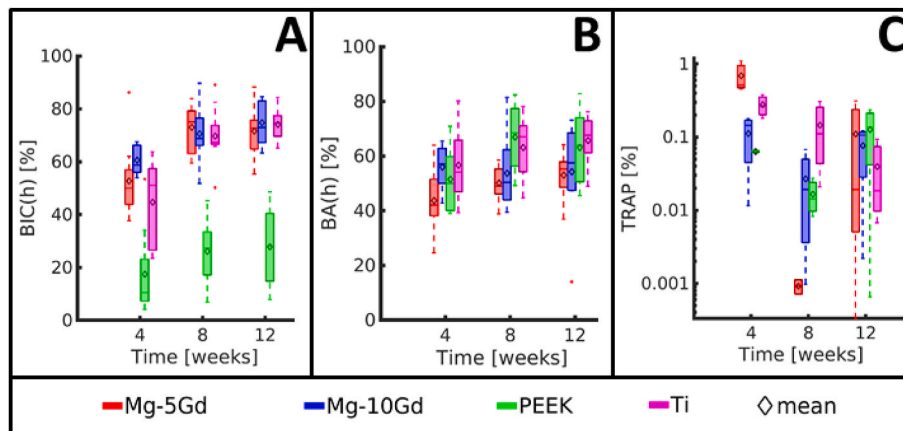 A
100
80
60
40
20
0
BIC(h) [%]
4
8
12
Time [weeks]
B
100
80
60
40
20
0
BA(h) [%]
4
8
12
Time [weeks]
C
1
0.1
0.01
0.001
TRAP [%]
4
8
12
Time [weeks]
Mg-5Gd Mg-10Gd PEEK Ti mean